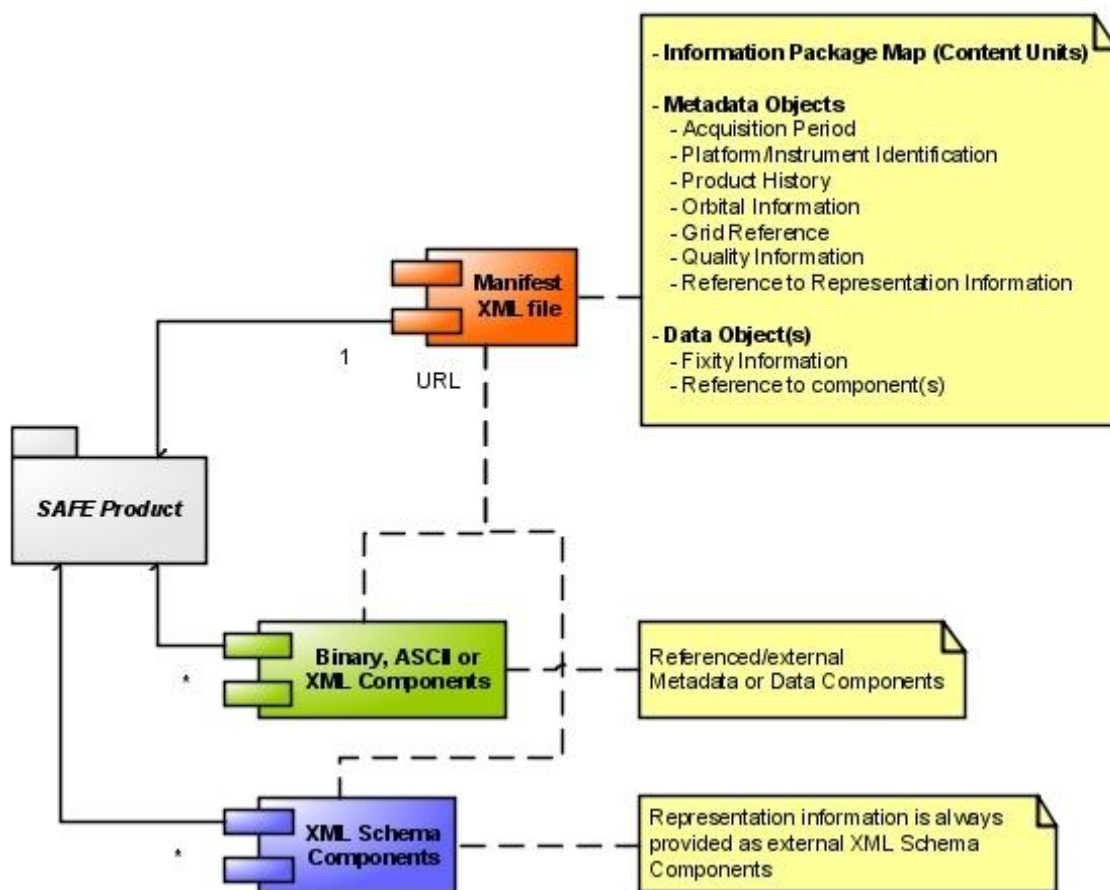 - Information Package Map (Content Units)
- Metadata Objects
- Acquisition Period
- Platform/Instrument Identification
- Product History
- Orbital Information
- Grid Reference
- Quality Information
- Reference to Representation Information
- Data Object(s)
- Fixity Information
- Reference to component(s)
Manifest
XML file
1
URL
SAFE Product
Binary, ASCII or
XML Components
*
Referenced/external
Metadata or Data Components
XML Schema
Components
*
Representation information is always
provided as external XML Schema
Components